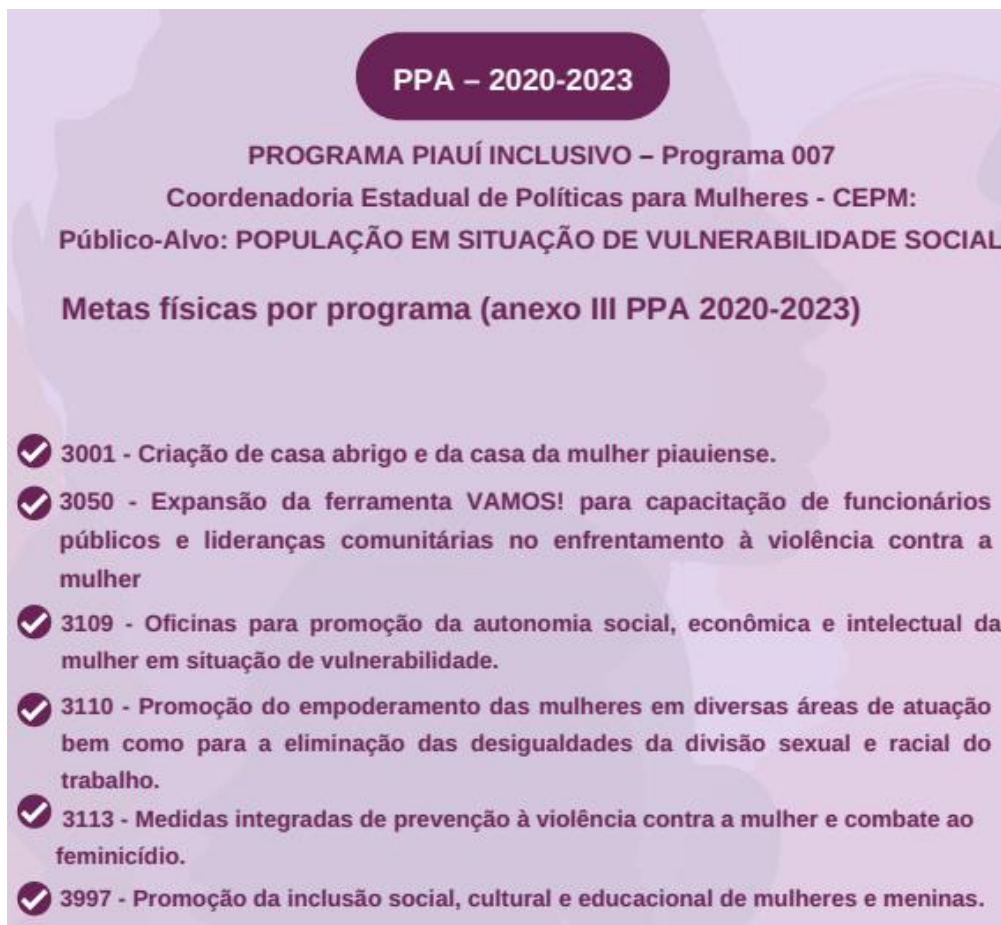 PPA – 2020-2023
PROGRAMA PIAUÍ INCLUSIVO – Programa 007
Coordenadoria Estadual de Políticas para Mulheres - CEPM:
Público-Alvo: POPULAÇÃO EM SITUAÇÃO DE VULNERABILIDADE SOCIAL
Metas físicas por programa (anexo III PPA 2020-2023)
3001 - Criação de casa abrigo e da casa da mulher piauiense.
3050 - Expansão da ferramenta VAMOS! para capacitação de funcionários
públicos e lideranças comunitárias no enfrentamento à violência contra a
mulher
3109 - Oficinas para promoção da autonomia social, econômica e intelectual da
mulher em situação de vulnerabilidade.
3110 - Promoção do empoderamento das mulheres em diversas áreas de atuação
bem como para a eliminação das desigualdades da divisão sexual e racial do
trabalho.
3113 - Medidas integradas de prevenção à violência contra a mulher e combate ao
feminicídio.
3997 - Promoção da inclusão social, cultural e educacional de mulheres e meninas.